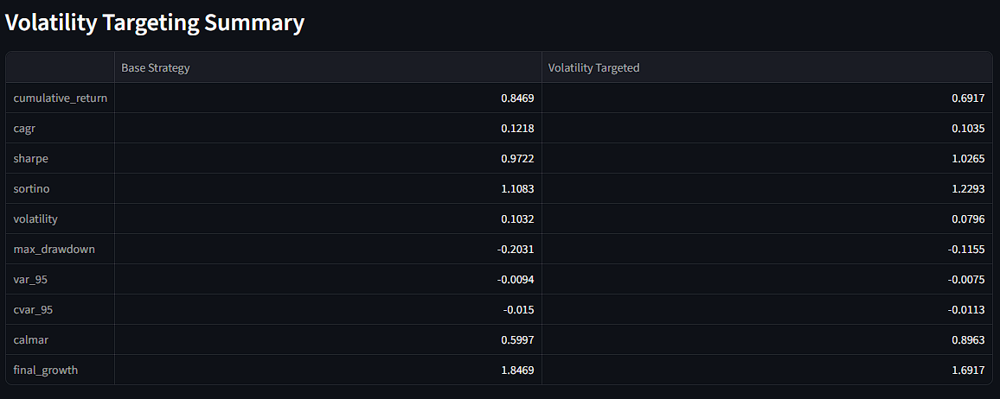 Volatility Targeting Summary
Base Strategy Volatility Targeted
cumulative_return 0.8469 0.6917
cagr 0.1218 0.1035
sharpe 0.9722 1.0265
sortino 1.1083 1.2293
volatility 0.1032 0.0796
max_drawdown -0.2031 -0.1155
var_95 -0.0094 -0.0075
cvar_95 -0.015 -0.0113
calmar 0.5997 0.8963
final_growth 1.8469 1.6917